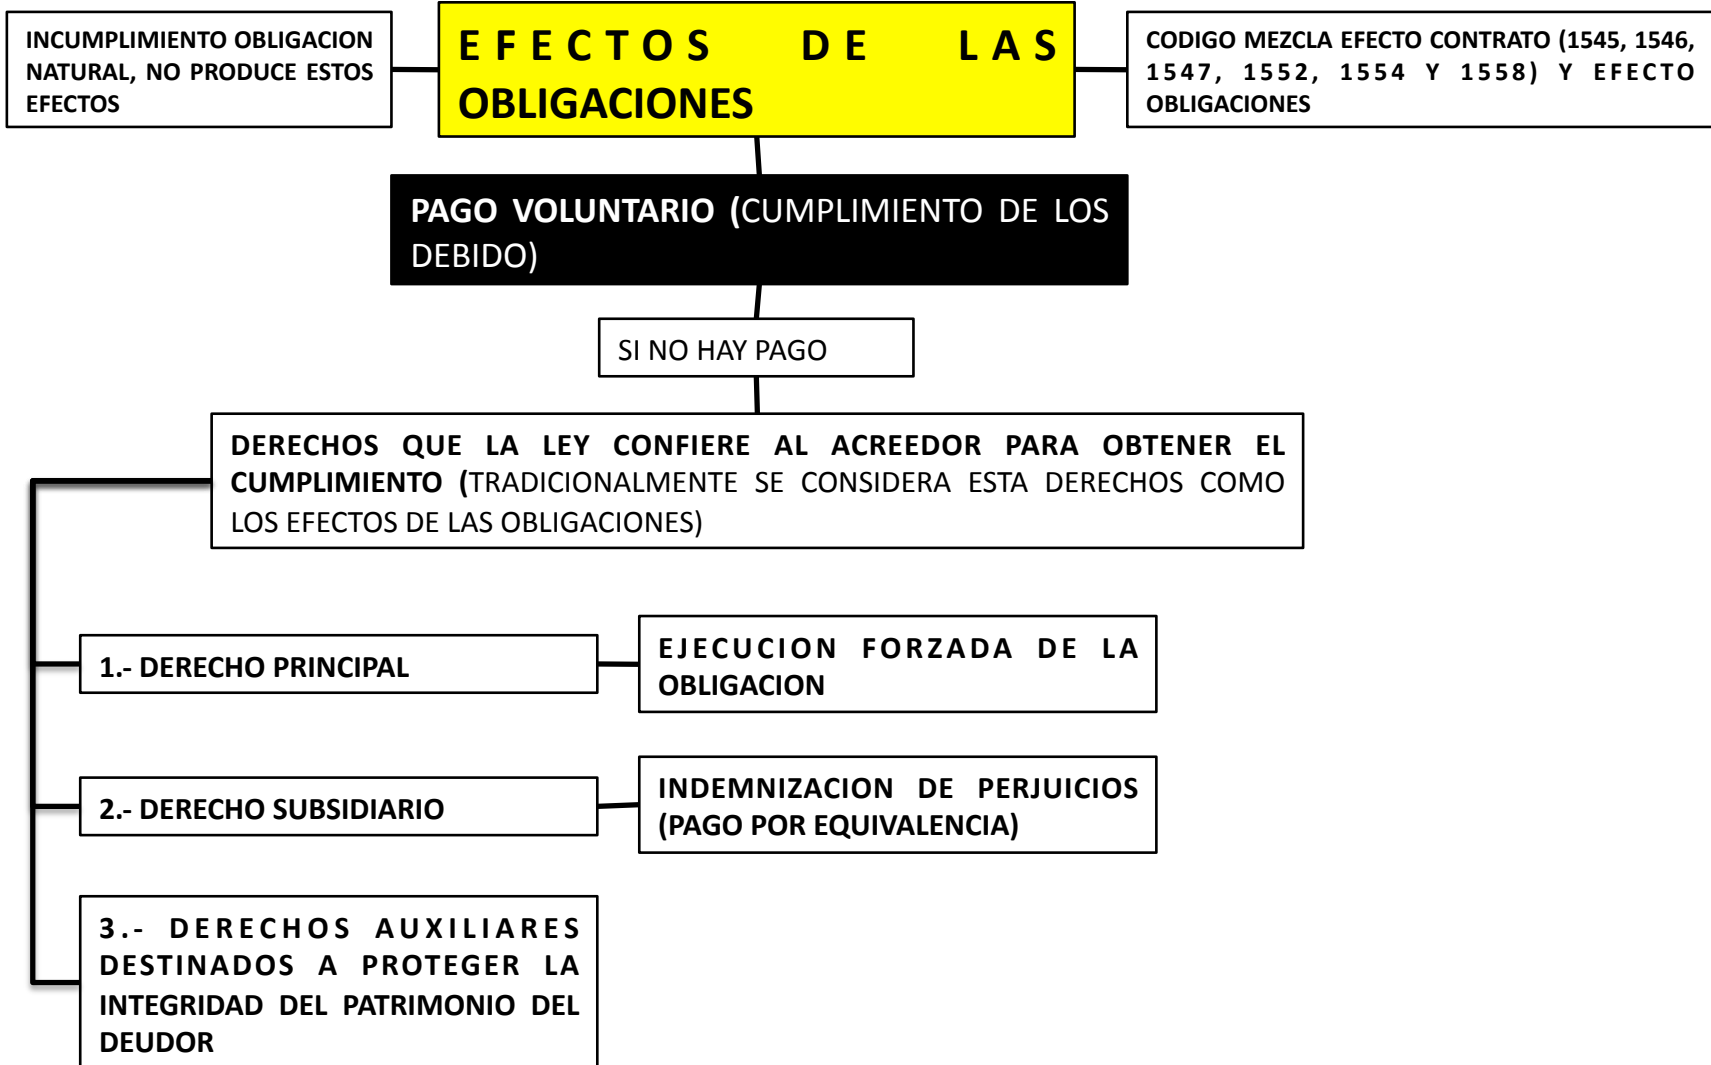 INCUMPLIMIENTO OBLIGACION
NATURAL, NO PRODUCE ESTOS
EFECTOS
EFECTOS DE LAS
OBLIGACIONES
CODIGO MEZCLA EFECTO CONTRATO (1545, 1546,
1547, 1552, 1554 Y 1558) Y EFECTO
OBLIGACIONES
PAGO VOLUNTARIO (CUMPLIMIENTO DE LOS
DEBIDO)
SI NO HAY PAGO
DERECHOS QUE LA LEY CONFIERE AL ACREEDOR PARA OBTENER EL
CUMPLIMIENTO (TRADICIONALMENTE SE CONSIDERA ESTA DERECHOS COMO
LOS EFECTOS DE LAS OBLIGACIONES)
1.- DERECHO PRINCIPAL
EJECUCION FORZADA DE LA
OBLIGACION
2.- DERECHO SUBSIDIARIO
INDEMNIZACION DE PERJUICIOS
(PAGO POR EQUIVALENCIA)
3.- DERECHOS AUXILIARES
DESTINADOS A PROTEGER LA
INTEGRIDAD DEL PATRIMONIO DEL
DEUDOR